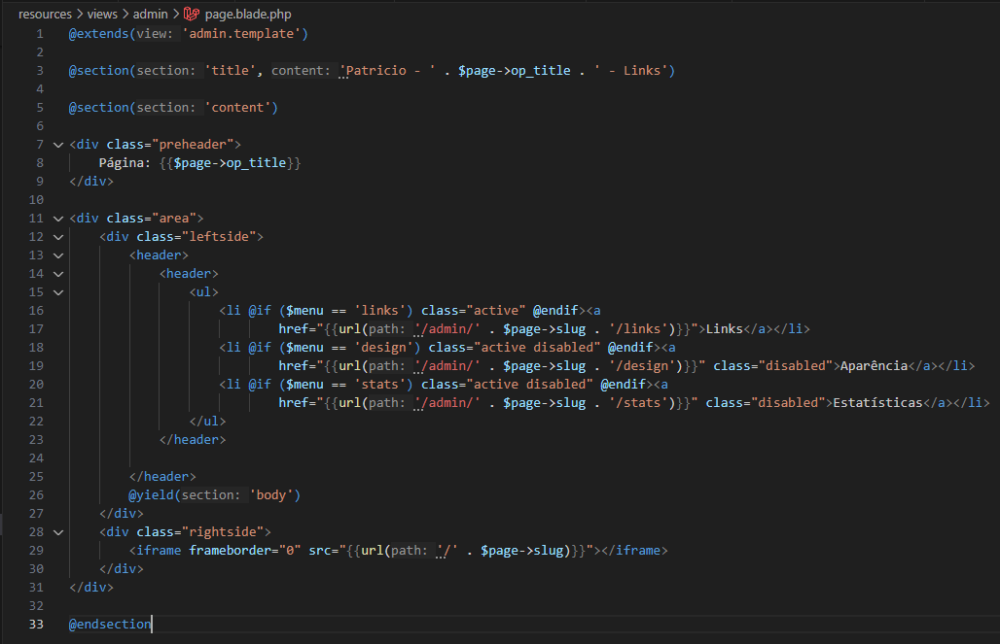 resources > views > admin > page.blade.php
1 @extends(view: 'admin.template')
2
3 @section(section: 'title', content: 'Patricio - ' . $page->op_title . ' - Links')
4
5 @section(section: 'content')
6
7 <div class="preheader">
8 Página: {{$page->op_title}}
9 </div>
10
11 <div class="area">
12 <div class="leftside">
13 <header>
14 <header>
15 <ul>
16 <li @if ($menu == 'links') class="active" @endif><a
17 href="{{url(path: '/admin/' . $page->slug . '/links')}}">Links</a></li>
18 <li @if ($menu == 'design') class="active disabled" @endif><a
19 href="{{url(path: '/admin/' . $page->slug . '/design')}}" class="disabled">Aparência</a></li>
20 <li @if ($menu == 'stats') class="active disabled" @endif><a
21 href="{{url(path: '/admin/' . $page->slug . '/stats')}}" class="disabled">Estatísticas</a></li>
22 </ul>
23 </header>
24
25 </header>
26 @yield(section: 'body')
27 </div>
28 <div class="rightside">
29 <iframe frameborder="0" src="{{url(path: '/' . $page->slug)}}"></iframe>
30 </div>
31 </div>
32
33 @endsection